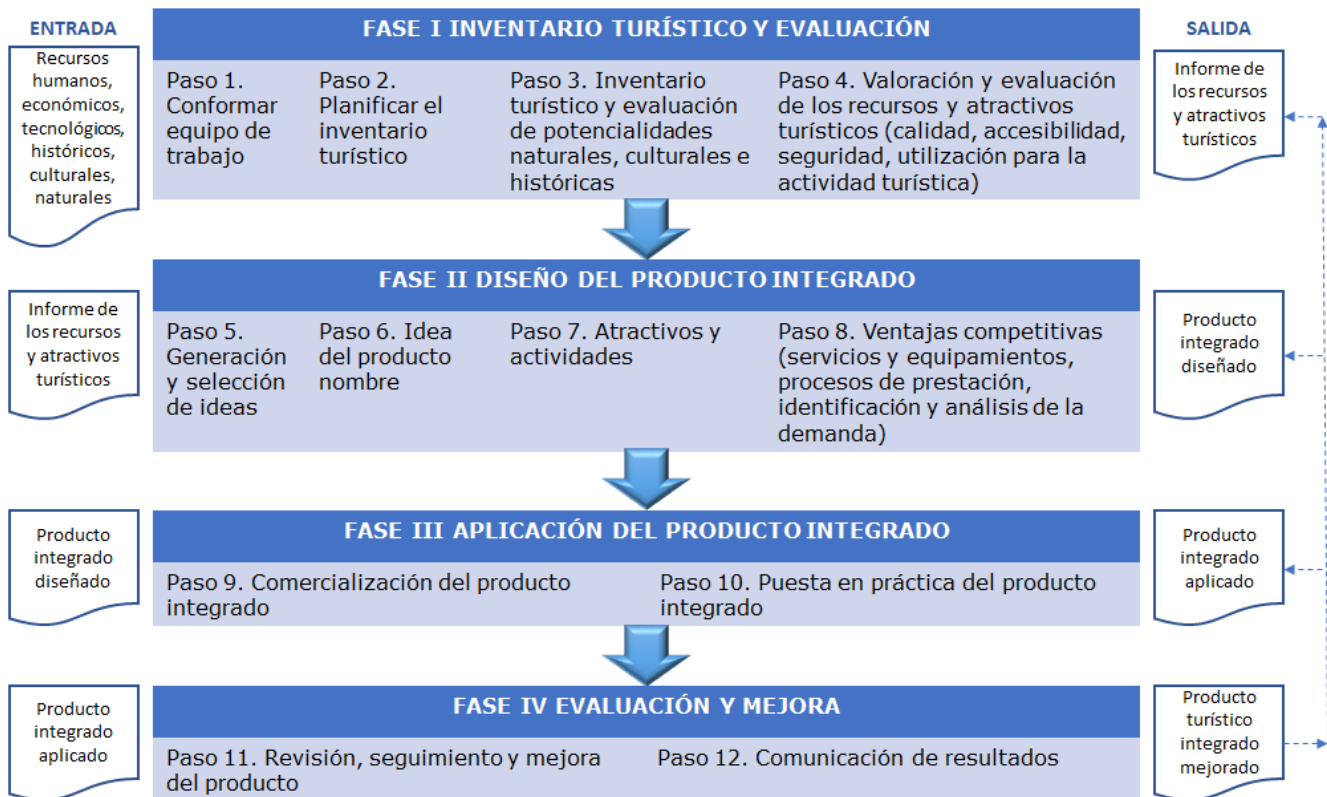 ENTRADA
Recursos
humanos,
económicos,
tecnológicos,
históricos,
culturales,
naturales
FASE I INVENTARIO TURÍSTICO Y EVALUACIÓN
Paso 1.
Conformar
equipo de
trabajo
Paso 2.
Planificar el
inventario
turístico
Paso 3. Inventario
turístico y evaluación
de potencialidades
naturales, culturales e
históricas
Paso 4. Valoración y evaluación
de los recursos y atractivos
turísticos (calidad, accesibilidad,
seguridad, utilización para la
actividad turística)
SALIDA
Informe de
los recursos
y atractivos
turísticos
Informe de
los recursos
y atractivos
turísticos
FASE II DISEÑO DEL PRODUCTO INTEGRADO
Paso 5.
Generación
y selección
de ideas
Paso 6. Idea
del producto
nombre
Paso 7. Atractivos y
actividades
Paso 8. Ventajas competitivas
(servicios y equipamientos,
procesos de prestación,
identificación y análisis de la
demanda)
Producto
integrado
diseñado
Producto
integrado
diseñado
FASE III APLICACIÓN DEL PRODUCTO INTEGRADO
Paso 9. Comercialización del producto
integrado
Paso 10. Puesta en práctica del producto
integrado
Producto
integrado
aplicado
Producto
integrado
aplicado
FASE IV EVALUACIÓN Y MEJORA
Paso 11. Revisión, seguimiento y mejora
del producto
Paso 12. Comunicación de resultados
Producto
turístico
integrado
mejorado